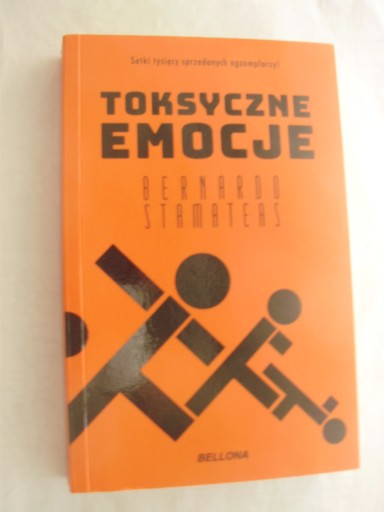 Setki tysięcy sprzedanych egzemplarzy!
TOKSYCZNE
EMOCJE
BERNARDO
STAMATEAS
BELLONA